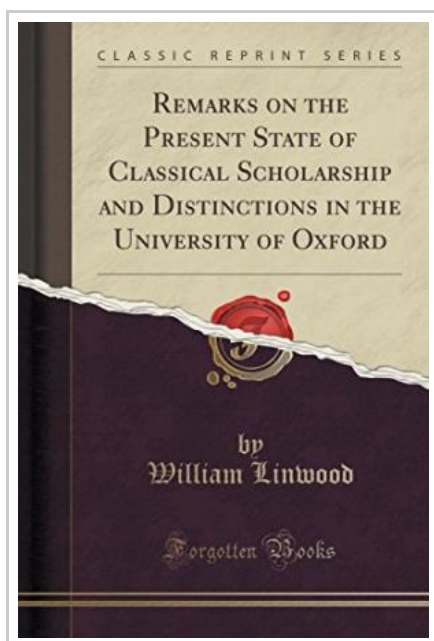 CLASSIC REPRINT SERIES
REMARKS ON THE
PRESENT STATE OF
CLASSICAL SCHOLARSHIP
AND DISTINCTIONS IN THE
UNIVERSITY OF OXFORD
by
William Linwood
Forgotten Books